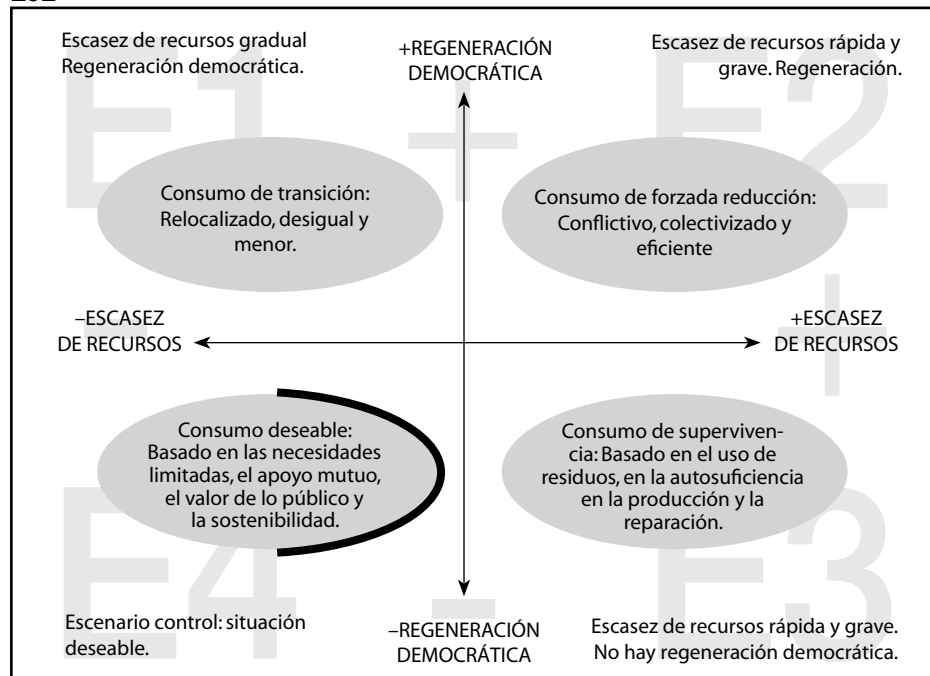 Escasez de recursos gradual
Regeneración democrática.
+REGENERACIÓN
DEMOCRÁTICA
Escasez de recursos rápida y
grave. Regeneración.
E1
+
E2
Consumo de transición:
Relocalizado, desigual y
menor.
Consumo de forzada reducción:
Conflictivo, colectivizado y
eficiente
–ESCASEZ
DE RECURSOS
+ESCASEZ
DE RECURSOS
-
+
Consumo deseable:
Basado en las necesidades
limitadas, el apoyo mutuo,
el valor de lo público y
la sostenibilidad.
Consumo de superviven-
cia: Basado en el uso de
residuos, en la autosuficiencia
en la producción y la
reparación.
E4
-
E3
Escenario control: situación
deseable.
–REGENERACIÓN
DEMOCRÁTICA
Escasez de recursos rápida y grave.
No hay regeneración democrática.